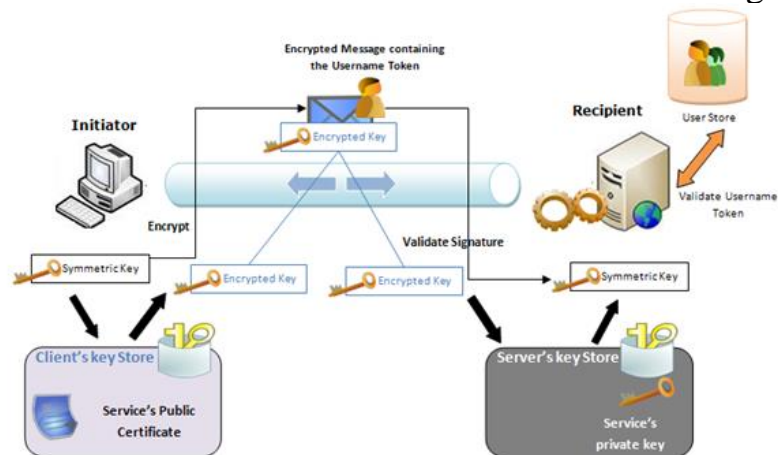 Encrypted Message containing
the Username Token
Initiator
Encrypted Key
Recipient
User Store
Validate Username
Token
Encrypt
Validate Signature
Symmetric Key
Encrypted Key
Encrypted Key
Symmetric Key
Client's key Store
Service's Public
Certificate
Server's key Store
Service's
private key